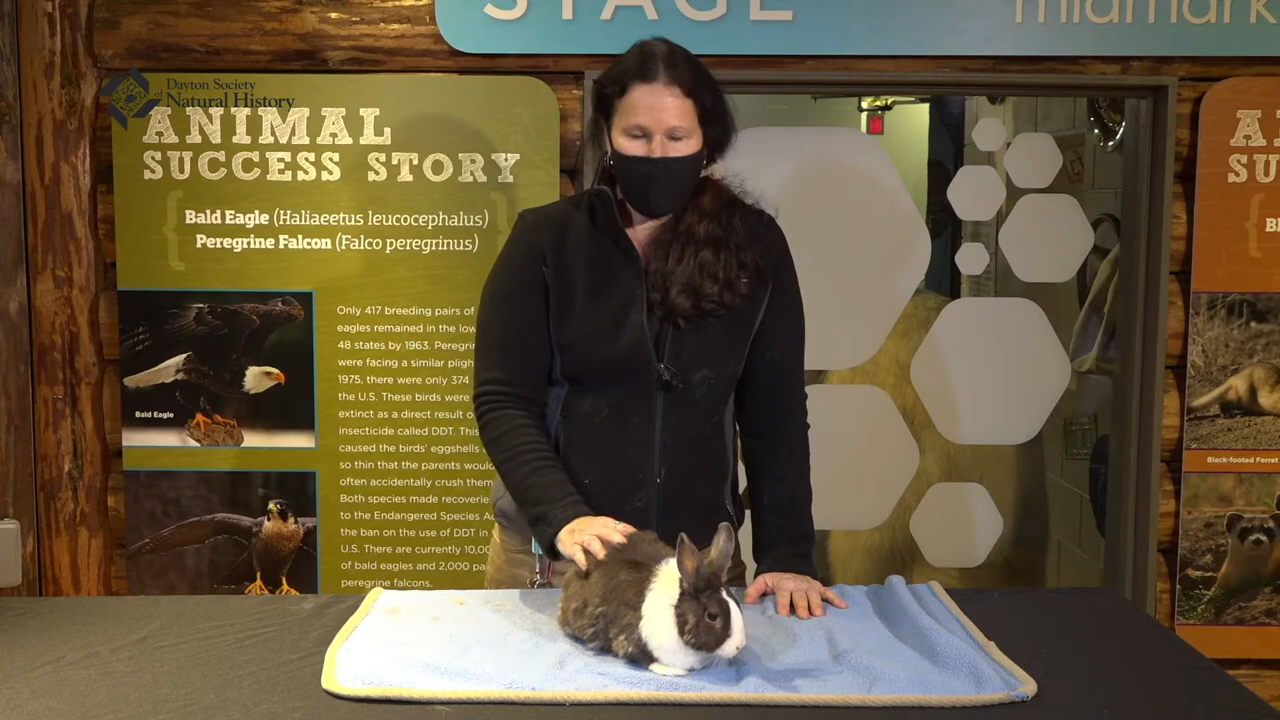 STAGE
midmark
Dayton Society
of Natural History
ANIMAL
SUCCESS STORY
Bald Eagle (Haliaeetus leucocephalus)
Peregrine Falcon (Falco peregrinus)
Only 417 breeding pairs of
eagles remained in the low
48 states by 1963. Peregri
were facing a similar pligh
1975, there were only 374
the U.S. These birds were
extinct as a direct result o
insecticide called DDT. This
caused the birds' eggshells
so thin that the parents would
often accidentally crush them
Both species made recoverie
to the Endangered Species A
the ban on the use of DDT in
U.S. There are currently 10,00
of bald eagles and 2,000 pa
peregrine falcons.
Bald Eagle
A
SU
Bl
Black-footed Ferret